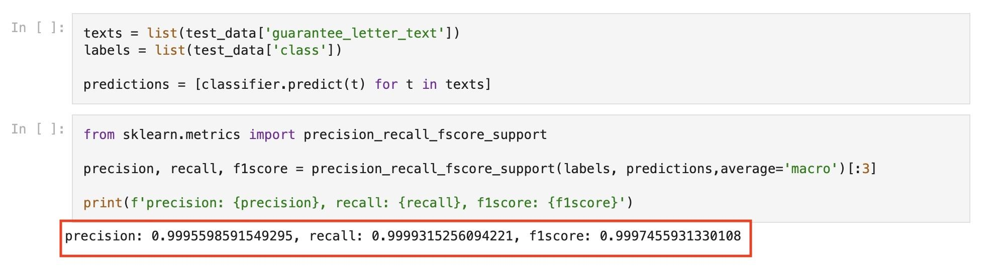 In [ ]:
texts = list(test_data['guarantee_letter_text'])
labels = list(test_data['class'])
predictions = [classifier.predict(t) for t in texts]
In [ ]:
from sklearn.metrics import precision_recall_fscore_support
precision, recall, f1score = precision_recall_fscore_support(labels, predictions,average='macro')[:3]
print(f'precision: {precision}, recall: {recall}, f1score: {f1score}')
precision: 0.9995598591549295, recall: 0.9999315256094221, f1score: 0.9997455931330108